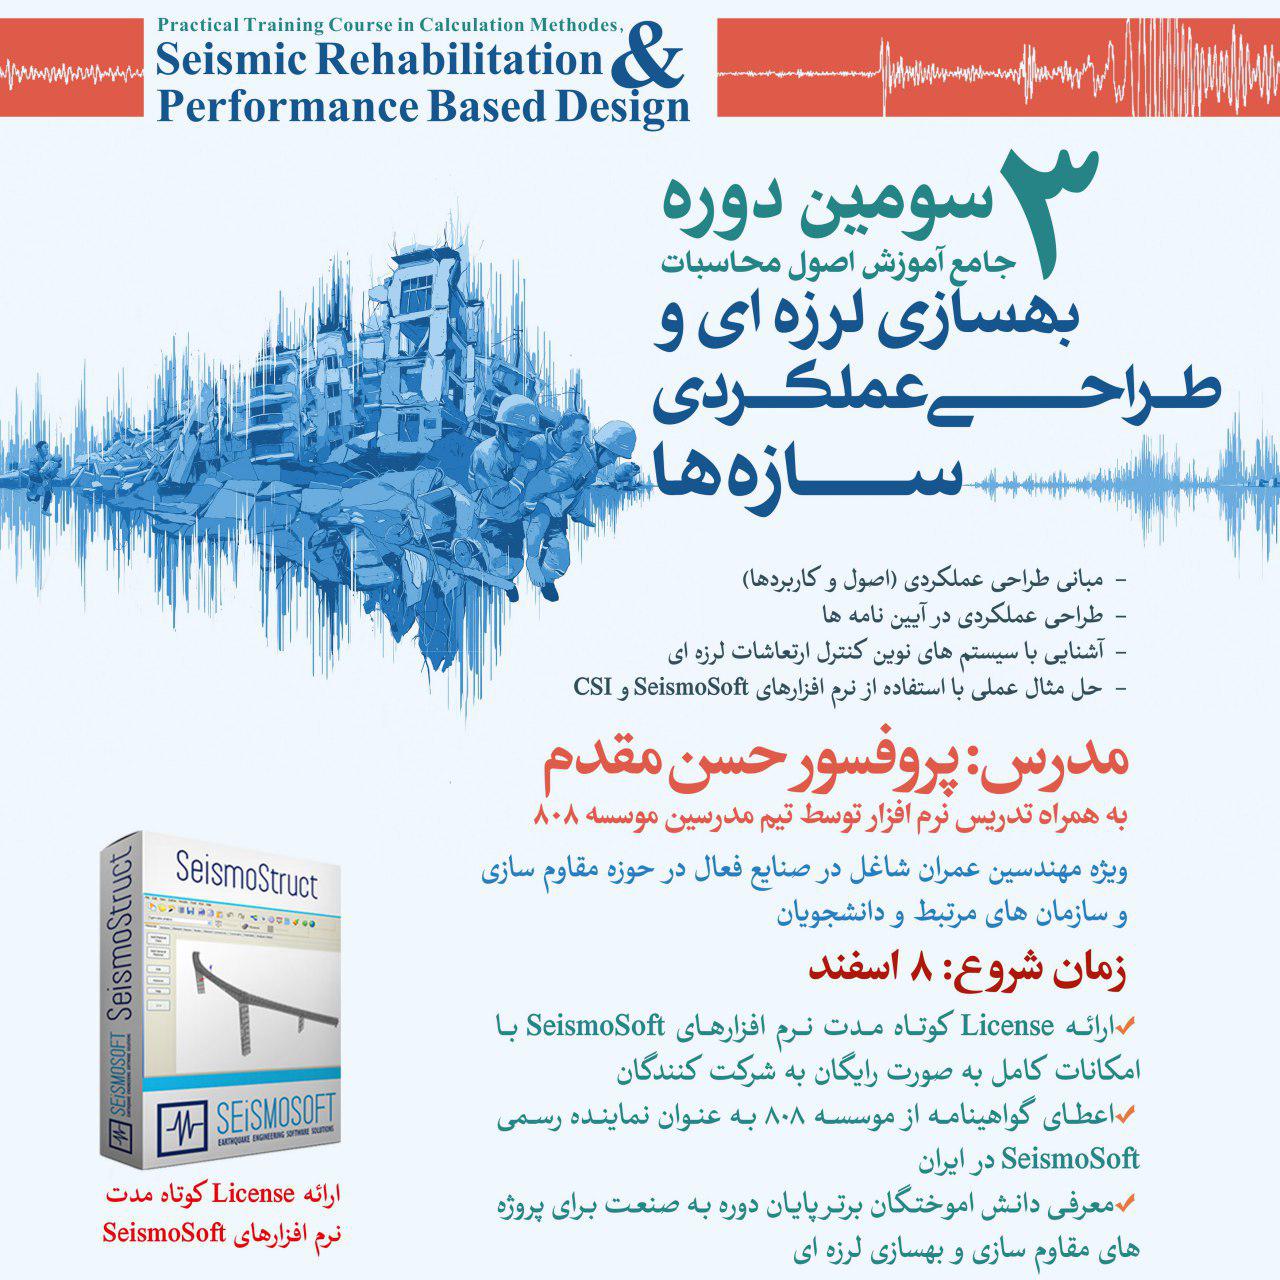 Practical Training Course in Calculation Methodes,
Seismic Rehabilitation &
Performance Based Design
۳ سومین دوره
جامع آموزش اصول محاسبات
بهسازی لرزه ای و
طراحی عملکردی
سازه ها
- مبانی طراحی عملکردی (اصول و کاربردها)
- طراحی عملکردی در آیین نامه ها
- آشنایی با سیستم های نوین کنترل ارتعاشات لرزه ای
- حل مثال عملی با استفاده از نرم افزارهای SeismoSoft و CSI
مدرس: پروفسور حسن مقدم
به همراه تدریس نرم افزار توسط تیم مدرسین موسسه ۸۰۸
ویژه مهندسین عمران شاغل در صنایع فعال در حوزه مقاوم سازی
و سازمان های مرتبط و دانشجویان
زمان شروع: ۸ اسفند
✓ارائه License کوتاه مدت نرم افزارهای SeismoSoft با
امکانات کامل به صورت رایگان به شرکت کنندگان
✓اعطای گواهینامه از موسسه ۸۰۸ به عنوان نماینده رسمی
SeismoSoft در ایران
✓معرفی دانش اموختگان برتر پایان دوره به صنعت برای پروژه
های مقاوم سازی و بهسازی لرزه ای
SeismoStruct
SeismoStruct
SEiSMOSOFT
SEiSMOSOFT
EARTHQUAKE ENGINEERING SOFTWARE SOLUTIONS
ارائه License کوتاه مدت
نرم افزارهای SeismoSoft